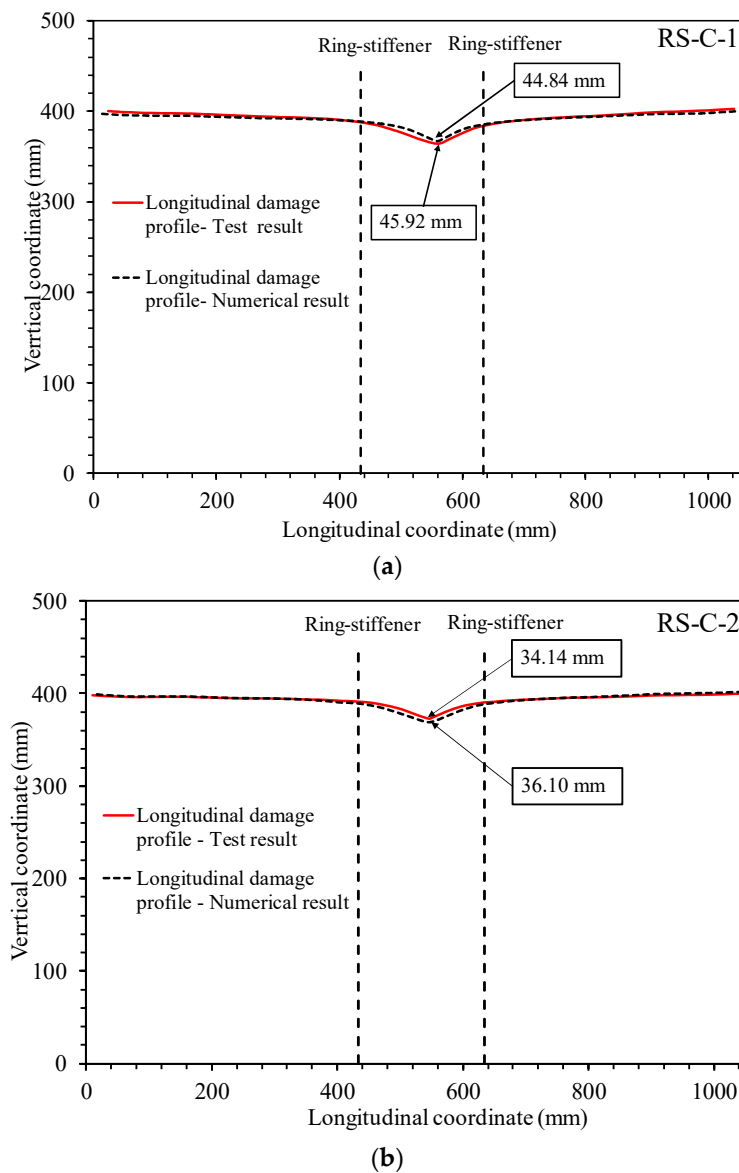 500
400
300
200
100
0
Verrtical coordinate (mm)
Ring-stiffener
Ring-stiffener
RS-C-1
44.84 mm
45.92 mm
Longitudinal damage
profile- Test result
Longitudinal damage
profile- Numerical result
0 200 400 600 800 1000
Longitudinal coordinate (mm)
(a)
500
400
300
200
100
0
Verrtical coordinate (mm)
Ring-stiffener
Ring-stiffener
RS-C-2
34.14 mm
36.10 mm
Longitudinal damage
profile - Test result
Longitudinal damage
profile - Numerical result
0 200 400 600 800 1000
Longitudinal coordinate (mm)
(b)